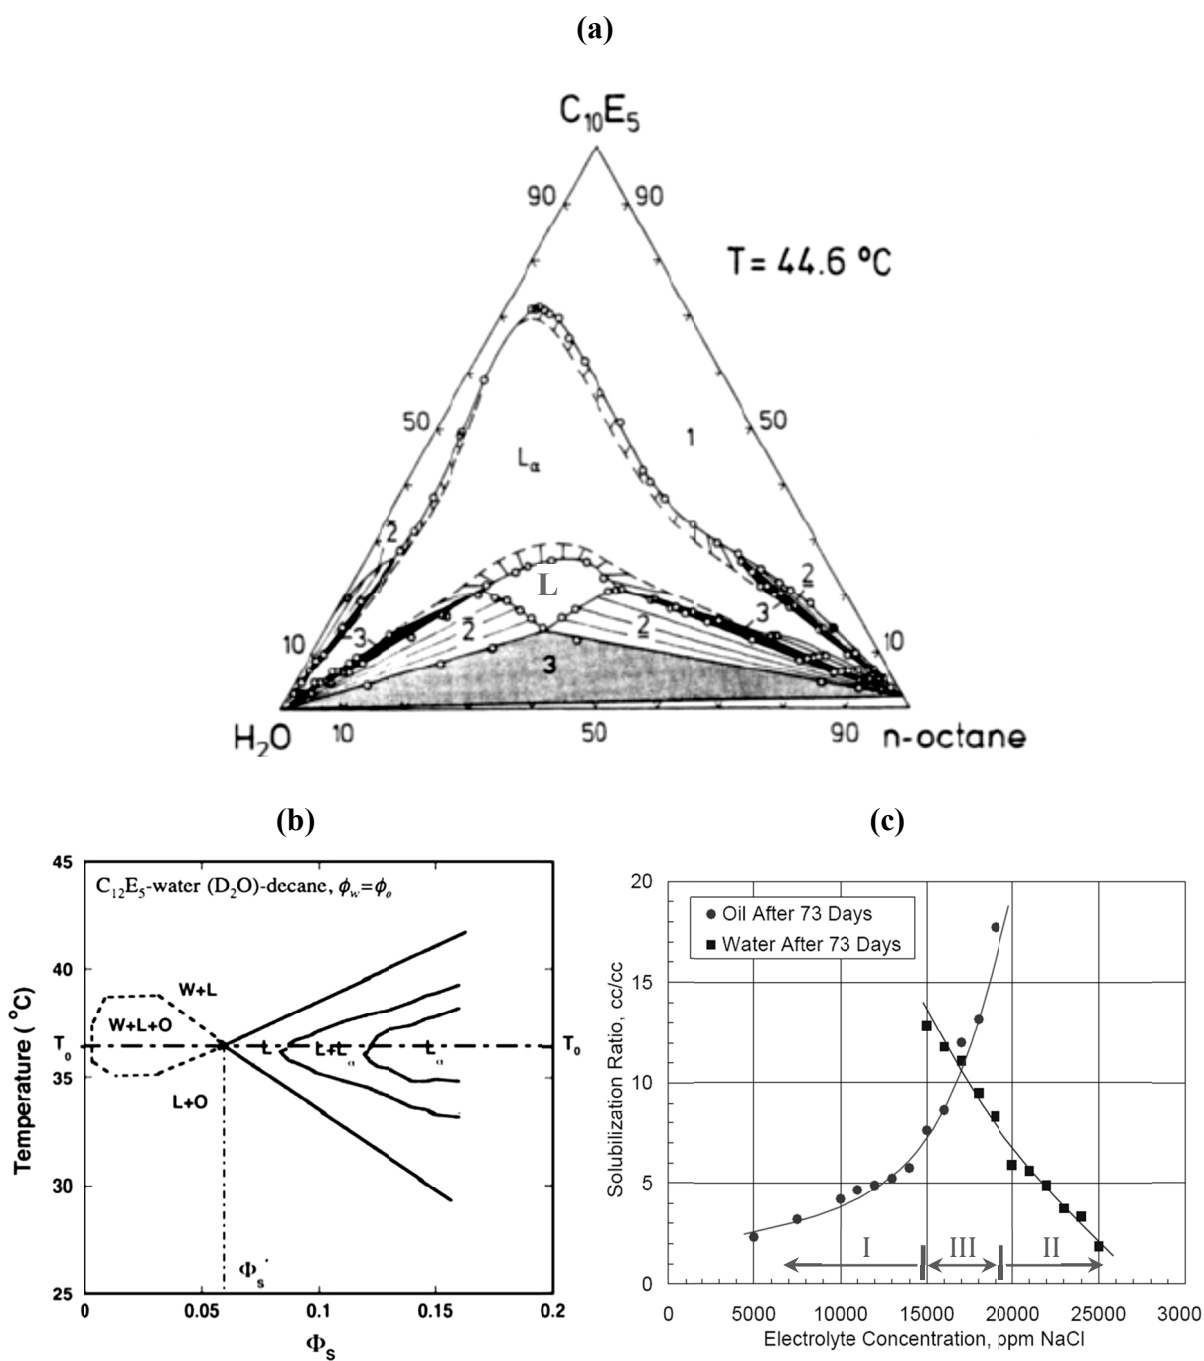 (a)
C₁₀E₅
90 90
T= 44.6 °C
50 50
1
Lα
2̄ 2̲
L
3 2̄ 2̲ 3
10 10
3
H₂O 10 50 90 n-octane
(b) (c)
45
C₁₂E₅-water (D₂O)-decane, ϕw=ϕo
40
W+L
W+L+O
T₀ L L+Lα Lα T₀
35
L+O
30
Φs*
25
0 0.05 0.1 0.15 0.2
Temperature (°C)
Φs
20
Oil After 73 Days
Water After 73 Days
15
10
5
I III II
0
0 5000 10000 15000 20000 25000 3000
Solubilization Ratio, cc/cc
Electrolyte Concentration, ppm NaCl